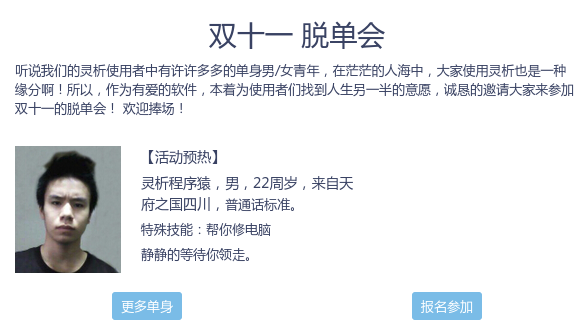 双十一 脱单会
听说我们的灵析使用者中有许许多多的单身男/女青年，在茫茫的人海中，大家使用灵析也是一种
缘分啊！所以，作为有爱的软件，本着为使用者们找到人生另一半的意愿，诚恳的邀请大家来参加
双十一的脱单会！ 欢迎捧场！
【活动预热】
灵析程序猿，男，22周岁，来自天
府之国四川，普通话标准。
特殊技能：帮你修电脑
静静的等待你领走。
更多单身
报名参加